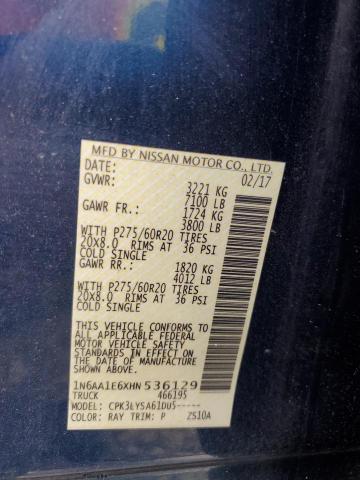 MFD BY NISSAN MOTOR CO., LTD.
DATE: 02/17
GVWR: 3221 KG
7100 LB
GAWR FR.: 1724 KG
3800 LB
WITH P275/60R20 TIRES
20X8.0 RIMS AT 36 PSI
COLD SINGLE
GAWR RR.: 1820 KG
4012 LB
WITH P275/60R20 TIRES
20X8.0 RIMS AT 36 PSI
COLD SINGLE
THIS VEHICLE CONFORMS TO
ALL APPLICABLE FEDERAL
MOTOR VEHICLE SAFETY
STANDARDS IN EFFECT ON
THE DATE OF MANUFACTURE
SHOWN ABOVE.
1N6AA1E6XHN536129
TRUCK 466195
MODEL: CPK3LYSA61DU5-----
COLOR: RAY TRIM: P ZS10A